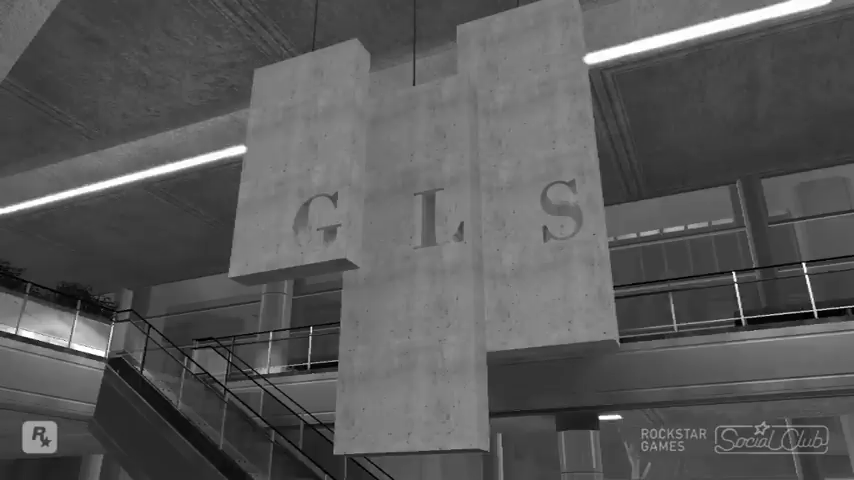 G L S
R★
ROCKSTAR
GAMES
Social Club